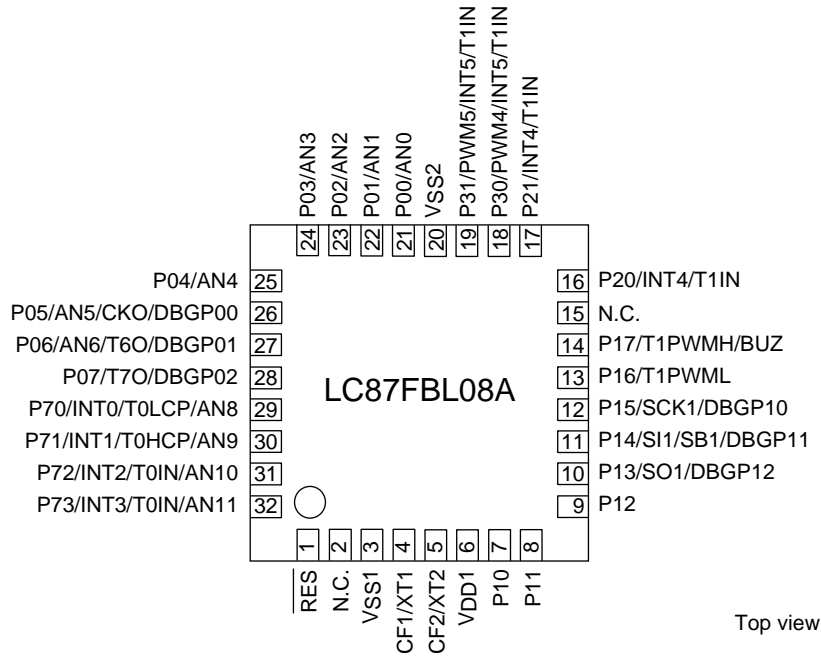 P03/AN3
P02/AN2
P01/AN1
P00/AN0
VSS2
P31/PWM5/INT5/T1IN
P30/PWM4/INT5/T1IN
P21/INT4/T1IN
24
23
22
21
20
19
18
17
P04/AN4 25
P05/AN5/CKO/DBGP00 26
P06/AN6/T6O/DBGP01 27
P07/T7O/DBGP02 28
P70/INT0/T0LCP/AN8 29
P71/INT1/T0HCP/AN9 30
P72/INT2/T0IN/AN10 31
P73/INT3/T0IN/AN11 32
LC87FBL08A
16 P20/INT4/T1IN
15 N.C.
14 P17/T1PWMH/BUZ
13 P16/T1PWML
12 P15/SCK1/DBGP10
11 P14/SI1/SB1/DBGP11
10 P13/SO1/DBGP12
9 P12
1
2
3
4
5
6
7
8
RES
N.C.
VSS1
CF1/XT1
CF2/XT2
VDD1
P10
P11
Top view